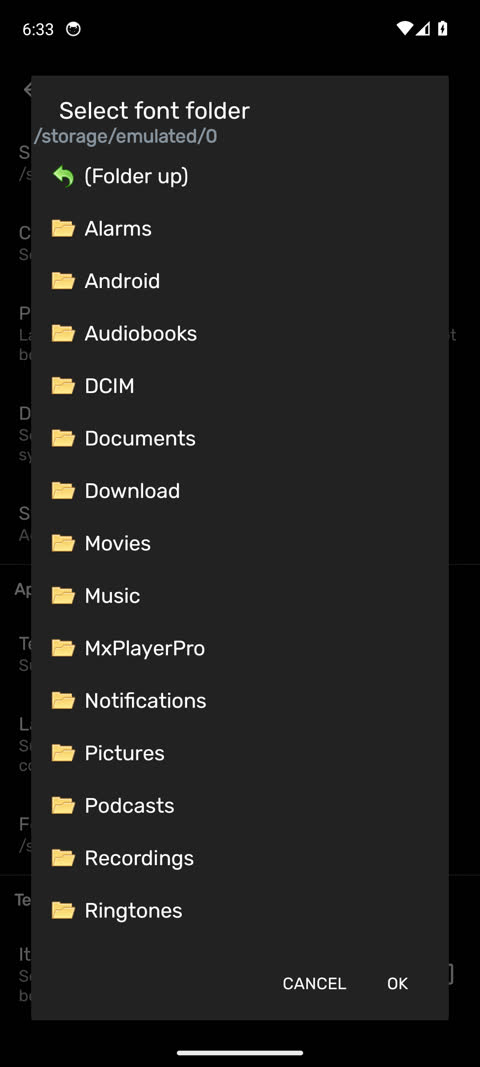 6:33
Select font folder
/storage/emulated/0
(Folder up)
Alarms
Android
Audiobooks
DCIM
Documents
Download
Movies
Music
MxPlayerPro
Notifications
Pictures
Podcasts
Recordings
Ringtones
CANCEL OK